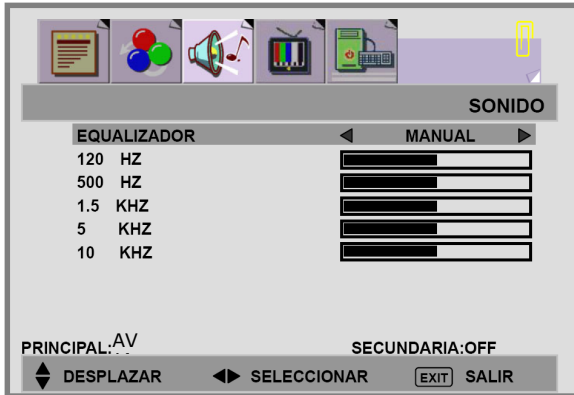 SONIDO
EQUALIZADOR MANUAL
120 HZ
500 HZ
1.5 KHZ
5 KHZ
10 KHZ
PRINCIPAL:AV SECUNDARIA:OFF
DESPLAZAR SELECCIONAR EXIT SALIR